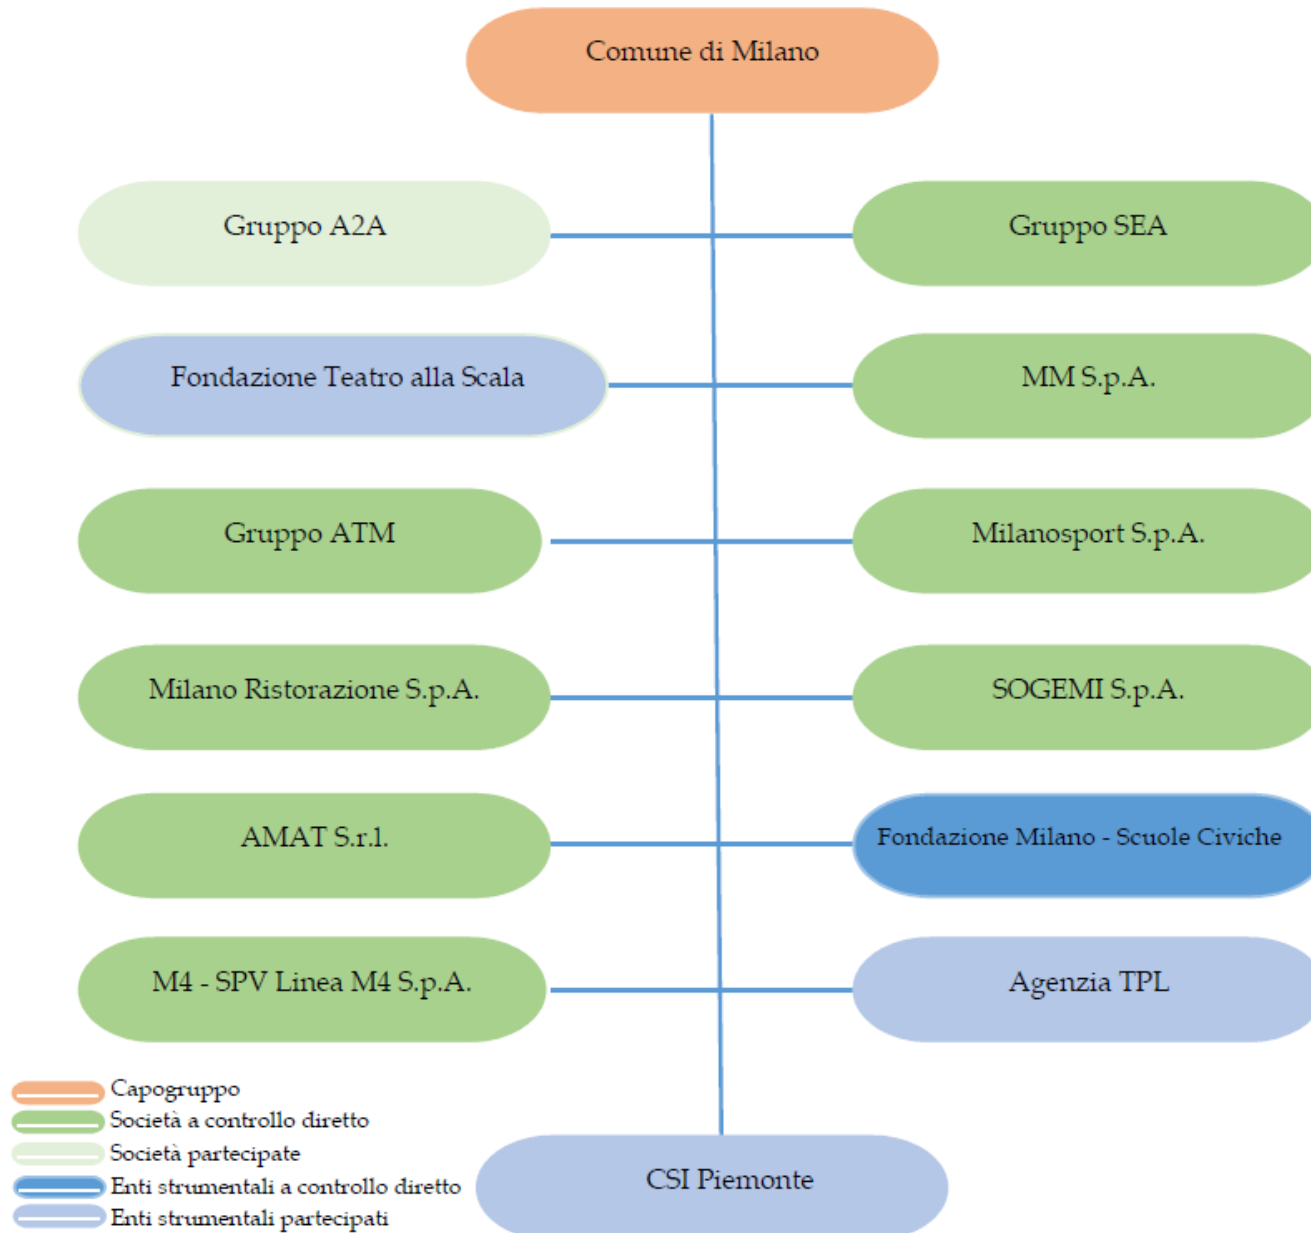 Comune di Milano
Gruppo A2A
Gruppo SEA
Fondazione Teatro alla Scala
MM S.p.A.
Gruppo ATM
Milanosport S.p.A.
Milano Ristorazione S.p.A.
SOGEMI S.p.A.
AMAT S.r.l.
Fondazione Milano - Scuole Civiche
M4 - SPV Linea M4 S.p.A.
Agenzia TPL
CSI Piemonte
Capogruppo
Società a controllo diretto
Società partecipate
Enti strumentali a controllo diretto
Enti strumentali partecipati